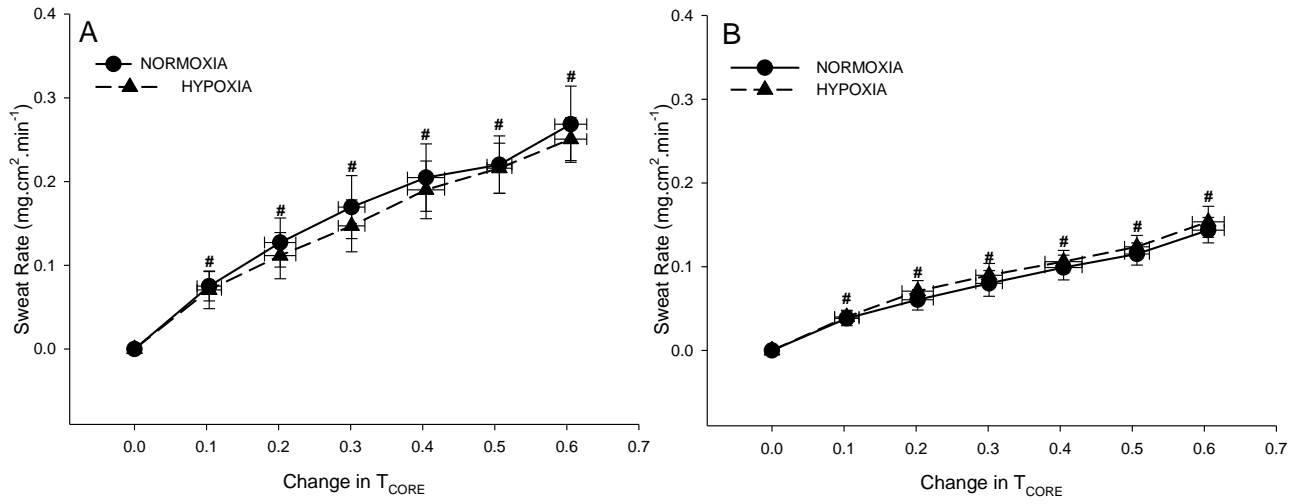 A
NORMOXIA
HYPOXIA
Sweat Rate (mg.cm².min⁻¹)
0.4
0.3
0.2
0.1
0.0
# # # # # #
0.0 0.1 0.2 0.3 0.4 0.5 0.6 0.7
Change in T_CORE
B
NORMOXIA
HYPOXIA
Sweat Rate (mg.cm².min⁻¹)
0.4
0.3
0.2
0.1
0.0
# # # # # #
0.0 0.1 0.2 0.3 0.4 0.5 0.6 0.7
Change in T_CORE